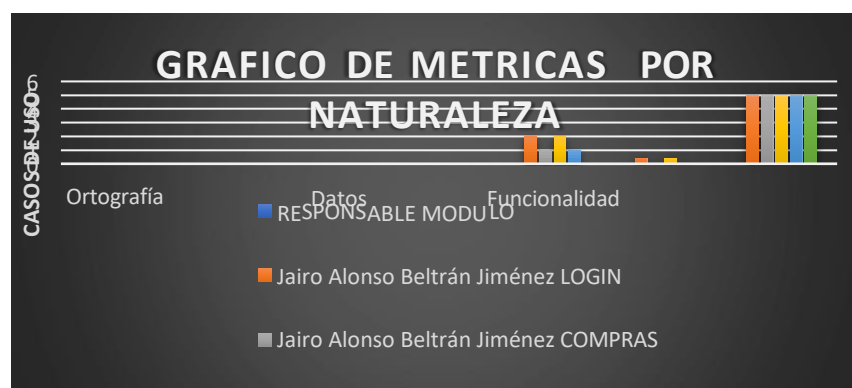 GRAFICO DE METRICAS POR
NATURALEZA
CASOS DE USO
6
Ortografía Datos Funcionalidad
RESPONSABLE MODULO
Jairo Alonso Beltrán Jiménez LOGIN
Jairo Alonso Beltrán Jiménez COMPRAS